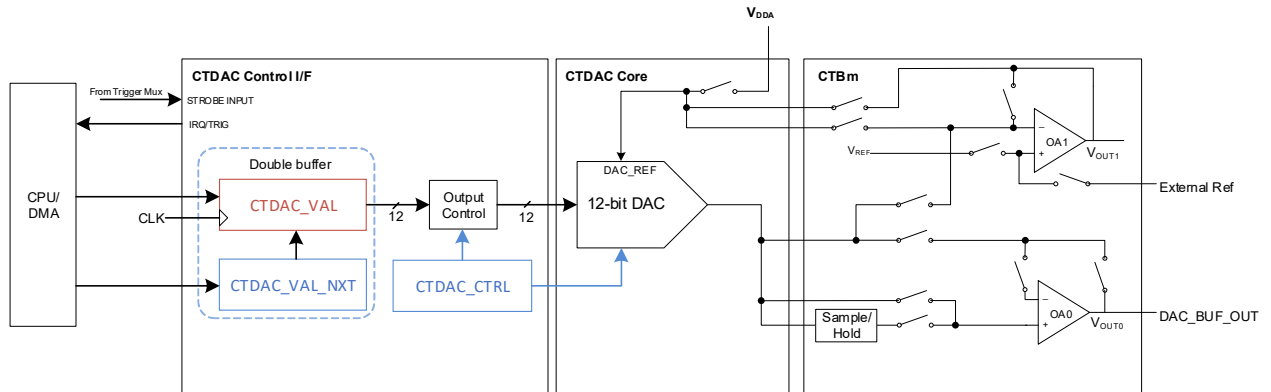 VDDA
CTDAC Control I/F
CTDAC Core
CTBm
From Trigger Mux
STROBE INPUT
IRQ/TRIG
CPU/
DMA
Double buffer
CTDAC_VAL
CLK
CTDAC_VAL_NXT
12
Output
Control
12
CTDAC_CTRL
DAC_REF
12-bit DAC
VREF
−
+
OA1
VOUT1
External Ref
Sample/
Hold
−
+
OA0
VOUT0
DAC_BUF_OUT